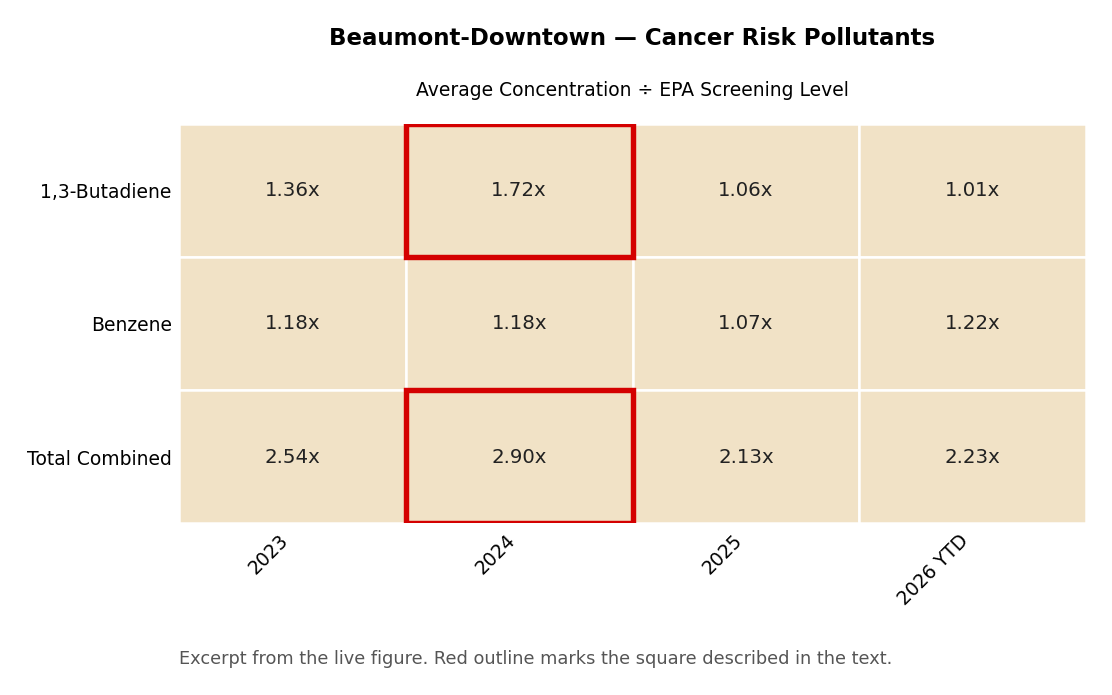 Beaumont-Downtown — Cancer Risk Pollutants
Average Concentration ÷ EPA Screening Level
1,3-Butadiene 1.36x 1.72x 1.06x 1.01x
Benzene 1.18x 1.18x 1.07x 1.22x
Total Combined 2.54x 2.90x 2.13x 2.23x
2023 2024 2025 2026 YTD
Excerpt from the live figure. Red outline marks the square described in the text.